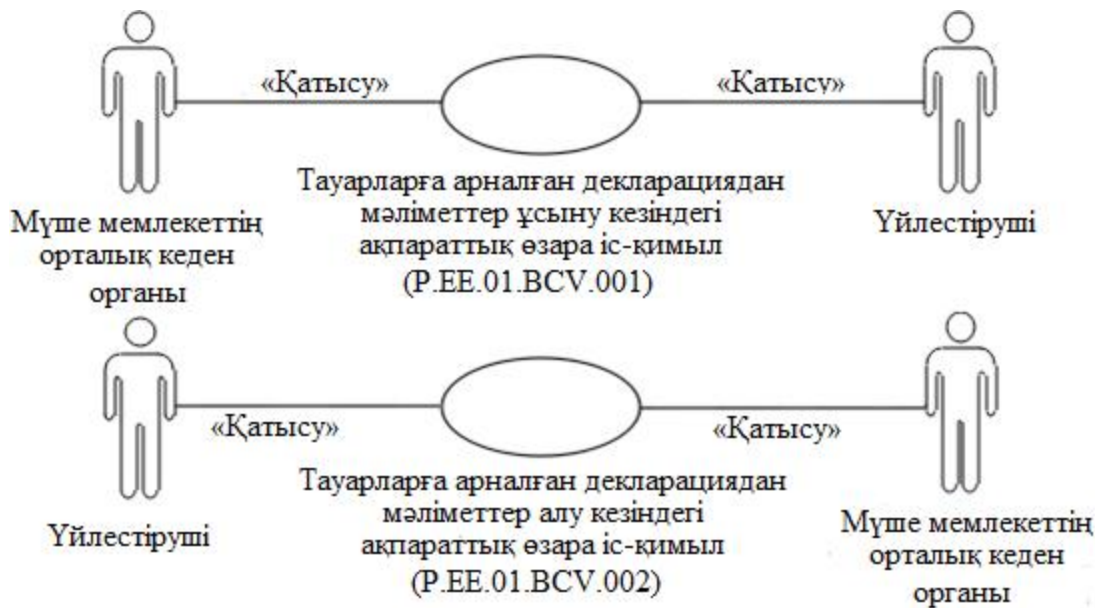 «Қатысу»
«Қатысу»
Тауарларға арналған декларациядан
мәліметтер ұсыну кезіндегі
ақпараттық өзара іс-қимыл
(P.EE.01.BCV.001)
Мүше мемлекеттің
орталық кеден
органы
Үйлестіруші
«Қатысу»
«Қатысу»
Тауарларға арналған декларациядан
мәліметтер алу кезіндегі
ақпараттық өзара іс-қимыл
(P.EE.01.BCV.002)
Үйлестіруші
Мүше мемлекеттің
орталық кеден
органы